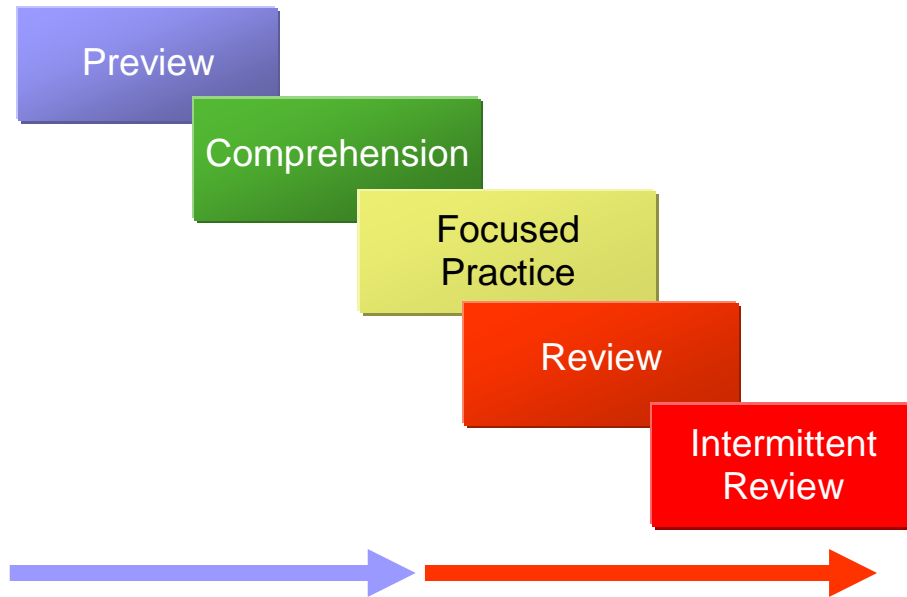 Preview
Comprehension
Focused
Practice
Review
Intermittent
Review